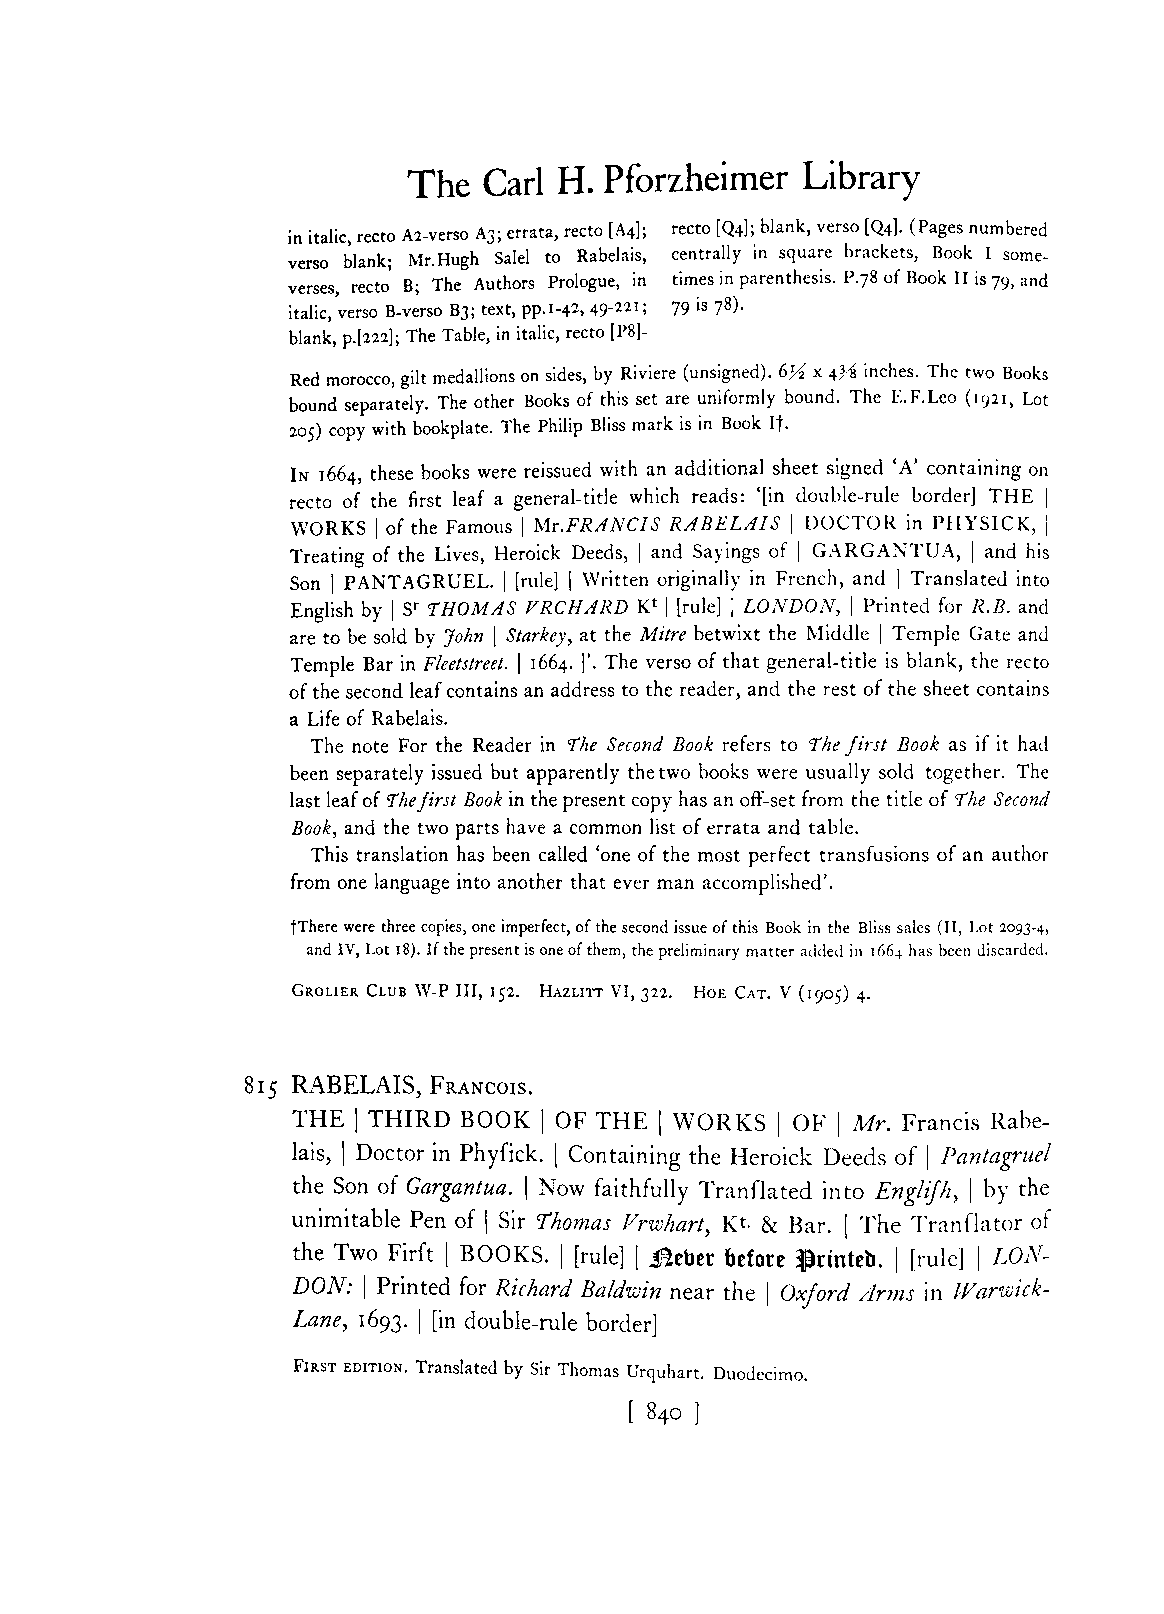 The Carl H. Pforzheimer Library
in italic, recto A2-verso A3; errata, recto [A4];
verso blank; Mr.Hugh Salel to Rabelais,
verses, recto B; The Authors Prologue, in
italic, verso B-verso B3; text, pp.1-42, 49-221;
blank, p.[222]; The Table, in italic, recto [P8]-
recto [Q4]; blank, verso [Q4]. (Pages numbered
centrally in square brackets, Book I some-
times in parenthesis. P.78 of Book II is 79, and
79 is 78).
Red morocco, gilt medallions on sides, by Riviere (unsigned). 6½ x 4⅜ inches. The two Books
bound separately. The other Books of this set are uniformly bound. The E.F.Leo (1921, Lot
205) copy with bookplate. The Philip Bliss mark is in Book I†.
IN 1664, these books were reissued with an additional sheet signed ‘A’ containing on
recto of the first leaf a general-title which reads: ‘[in double-rule border] THE |
WORKS | of the Famous | Mr.FRANCIS RABELAIS | DOCTOR in PHYSICK, |
Treating of the Lives, Heroick Deeds, | and Sayings of | GARGANTUA, | and his
Son | PANTAGRUEL. | [rule] | Written originally in French, and | Translated into
English by | Sʳ THOMAS VRCHARD Kᵗ | [rule] | LONDON, | Printed for R.B. and
are to be sold by John | Starkey, at the Mitre betwixt the Middle | Temple Gate and
Temple Bar in Fleetstreet. | 1664. |’. The verso of that general-title is blank, the recto
of the second leaf contains an address to the reader, and the rest of the sheet contains
a Life of Rabelais.
The note For the Reader in The Second Book refers to The first Book as if it had
been separately issued but apparently the two books were usually sold together. The
last leaf of The first Book in the present copy has an off-set from the title of The Second
Book, and the two parts have a common list of errata and table.
This translation has been called ‘one of the most perfect transfusions of an author
from one language into another that ever man accomplished’.
†There were three copies, one imperfect, of the second issue of this Book in the Bliss sales (II, Lot 2093-4,
and IV, Lot 18). If the present is one of them, the preliminary matter added in 1664 has been discarded.
GROLIER CLUB W-P III, 152. HAZLITT VI, 322. HOE CAT. V (1905) 4.
815 RABELAIS, FRANCOIS.
THE | THIRD BOOK | OF THE | WORKS | OF | Mr. Francis Rabe-
lais, | Doctor in Phyſick. | Containing the Heroick Deeds of | Pantagruel
the Son of Gargantua. | Now faithfully Tranſlated into Engliſh, | by the
unimitable Pen of | Sir Thomas Vrwhart, Kᵗ· & Bar. | The Tranſlator of
the Two Firſt | BOOKS. | [rule] | Never before Printed. | [rule] | LON-
DON: | Printed for Richard Baldwin near the | Oxford Arms in Warwick-
Lane, 1693. | [in double-rule border]
FIRST EDITION. Translated by Sir Thomas Urquhart. Duodecimo.
[ 840 ]